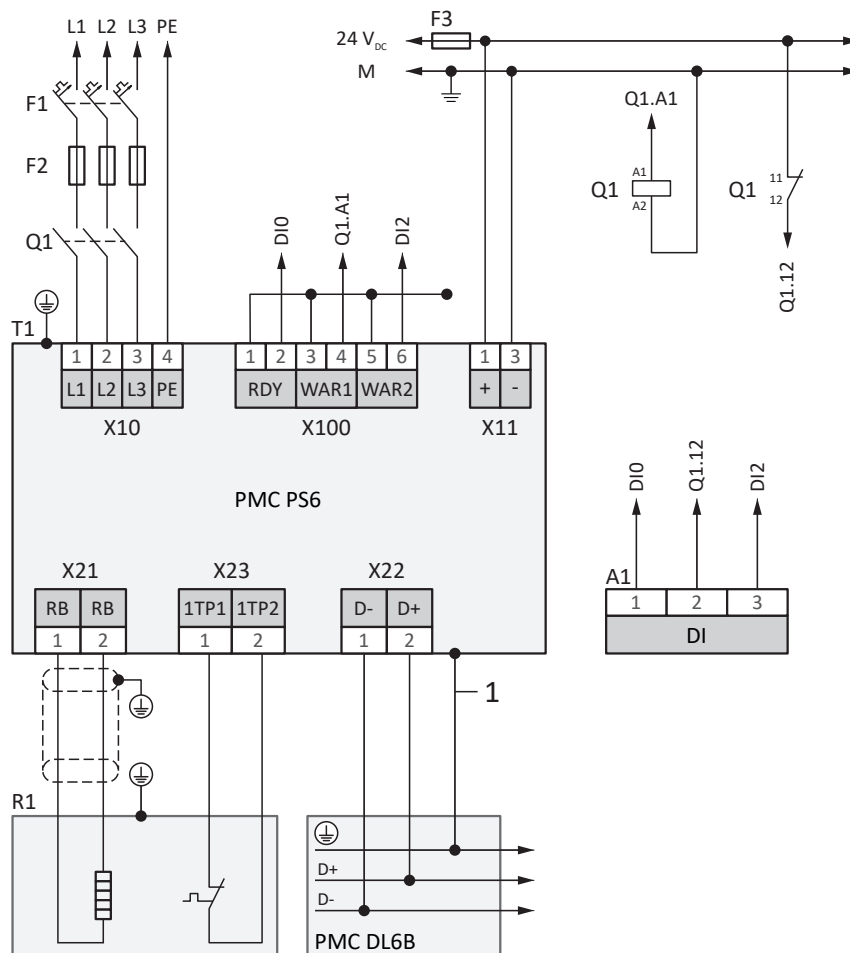 L1 L2 L3 PE
F3
24 V_DC
M
F1
F2
Q1
DI0
Q1.A1
DI2
Q1.A1
A1
Q1
A2
Q1
11
12
Q1.12
T1
1 2 3 4
L1 L2 L3 PE
X10
1 2 3 4 5 6
RDY WAR1 WAR2
X100
1 3
+ -
X11
PMC PS6
DI0
Q1.12
DI2
A1
1 2 3
DI
X21
RB RB
1 2
X23
1TP1 1TP2
1 2
X22
D- D+
1 2
1
R1
D+
D-
PMC DL6B